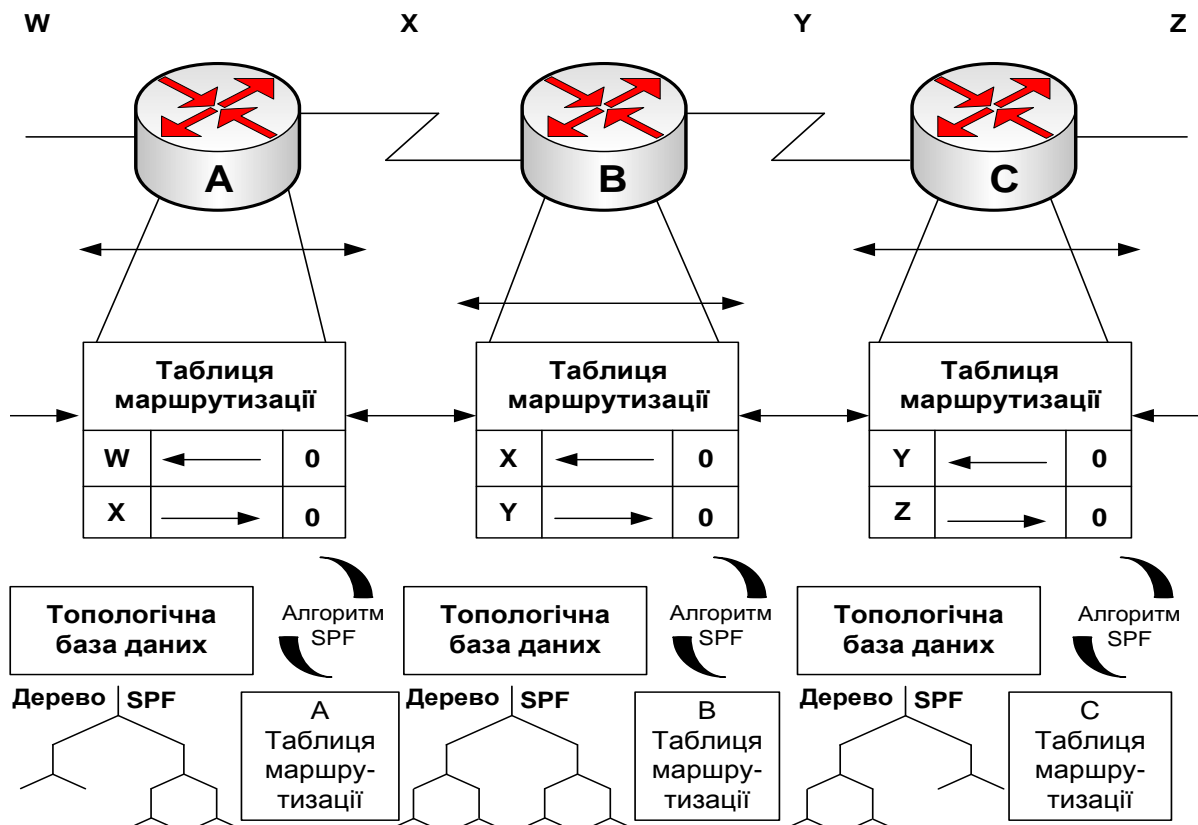 W X Y Z
A B C
Таблиця
маршрутизації
W 0
X 0
Таблиця
маршрутизації
X 0
Y 0
Таблиця
маршрутизації
Y 0
Z 0
Топологічна
база даних
Алгоритм
SPF
Дерево SPF
A
Таблиця
маршру-
тизації
Топологічна
база даних
Алгоритм
SPF
Дерево SPF
B
Таблиця
маршру-
тизації
Топологічна
база даних
Алгоритм
SPF
Дерево SPF
C
Таблиця
маршру-
тизації